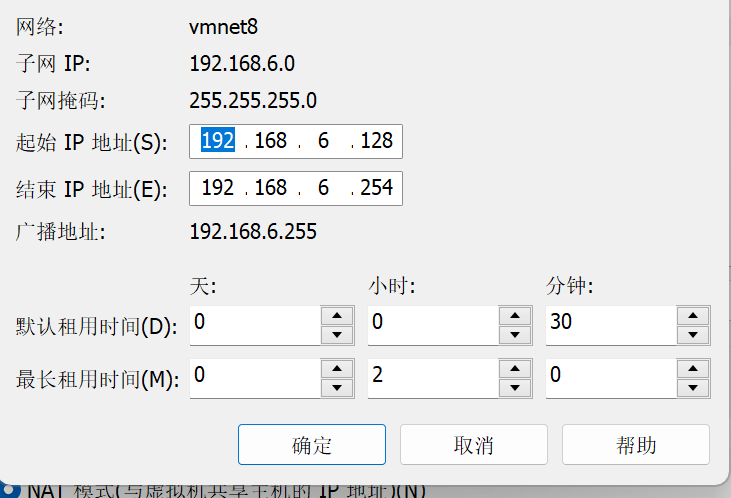 网络: vmnet8
子网 IP: 192.168.6.0
子网掩码: 255.255.255.0
起始 IP 地址(S): 192 . 168 . 6 . 128
结束 IP 地址(E): 192 . 168 . 6 . 254
广播地址: 192.168.6.255
天: 小时: 分钟:
默认租用时间(D): 0 0 30
最长租用时间(M): 0 2 0
确定 取消 帮助
NAT 模式(与虚拟机共享主机的 IP 地址)(N)